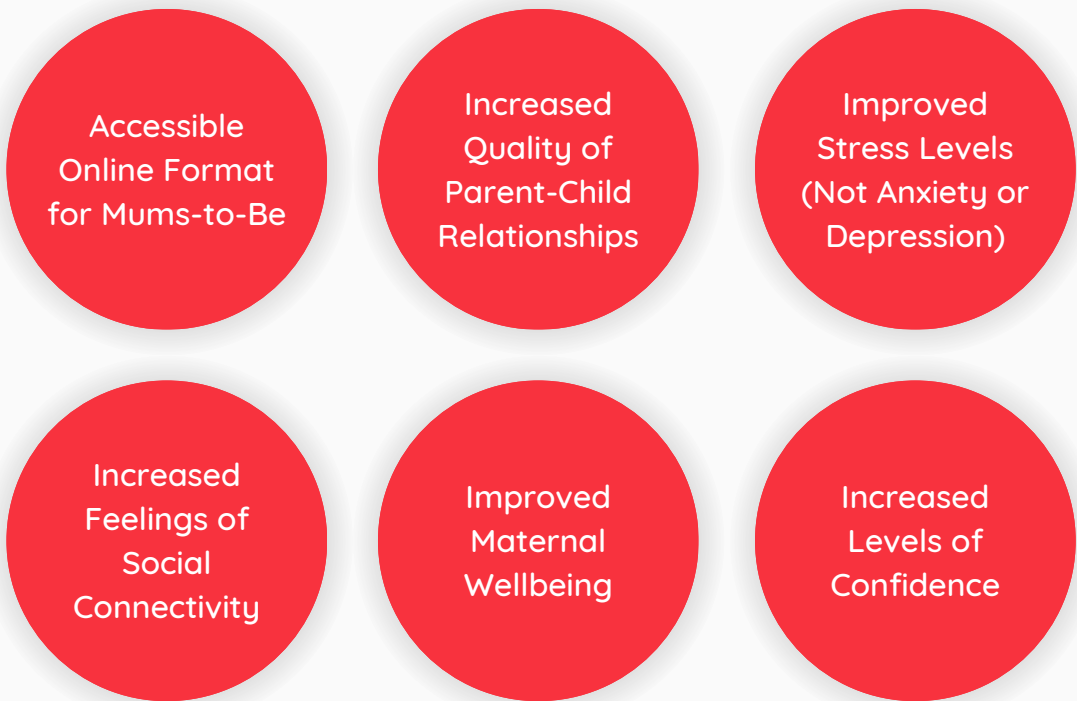 Accessible
Online Format
for Mums-to-Be
Increased
Quality of
Parent-Child
Relationships
Improved
Stress Levels
(Not Anxiety or
Depression)
Increased
Feelings of
Social
Connectivity
Improved
Maternal
Wellbeing
Increased
Levels of
Confidence